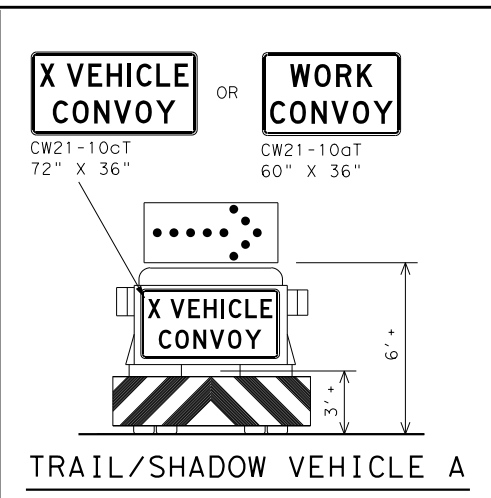 X VEHICLE
CONVOY
OR
WORK
CONVOY
CW21-10cT
72" X 36"
CW21-10aT
60" X 36"
X VEHICLE
CONVOY
6'+
3'+
TRAIL/SHADOW VEHICLE A